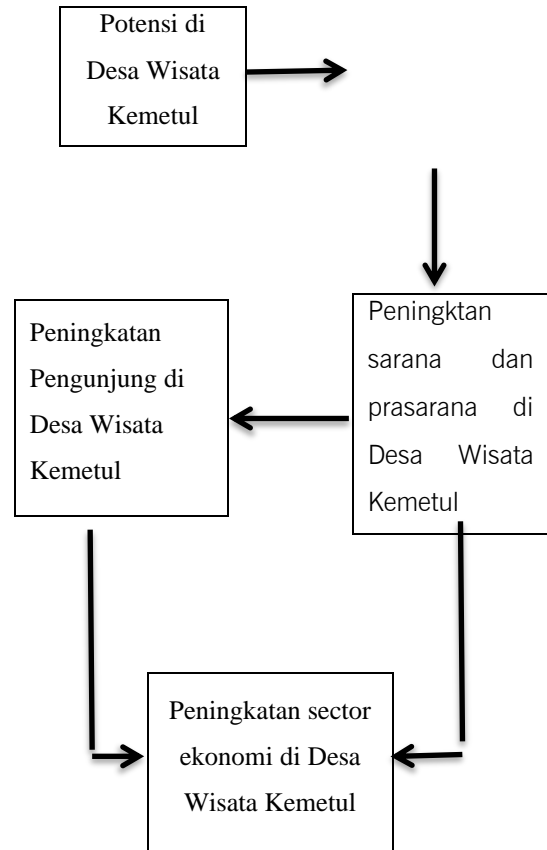 Potensi di
Desa Wisata
Kemetul
Peningkatan
Pengunjung di
Desa Wisata
Kemetul
Peningktan
sarana dan
prasarana di
Desa Wisata
Kemetul
Peningkatan sector
ekonomi di Desa
Wisata Kemetul